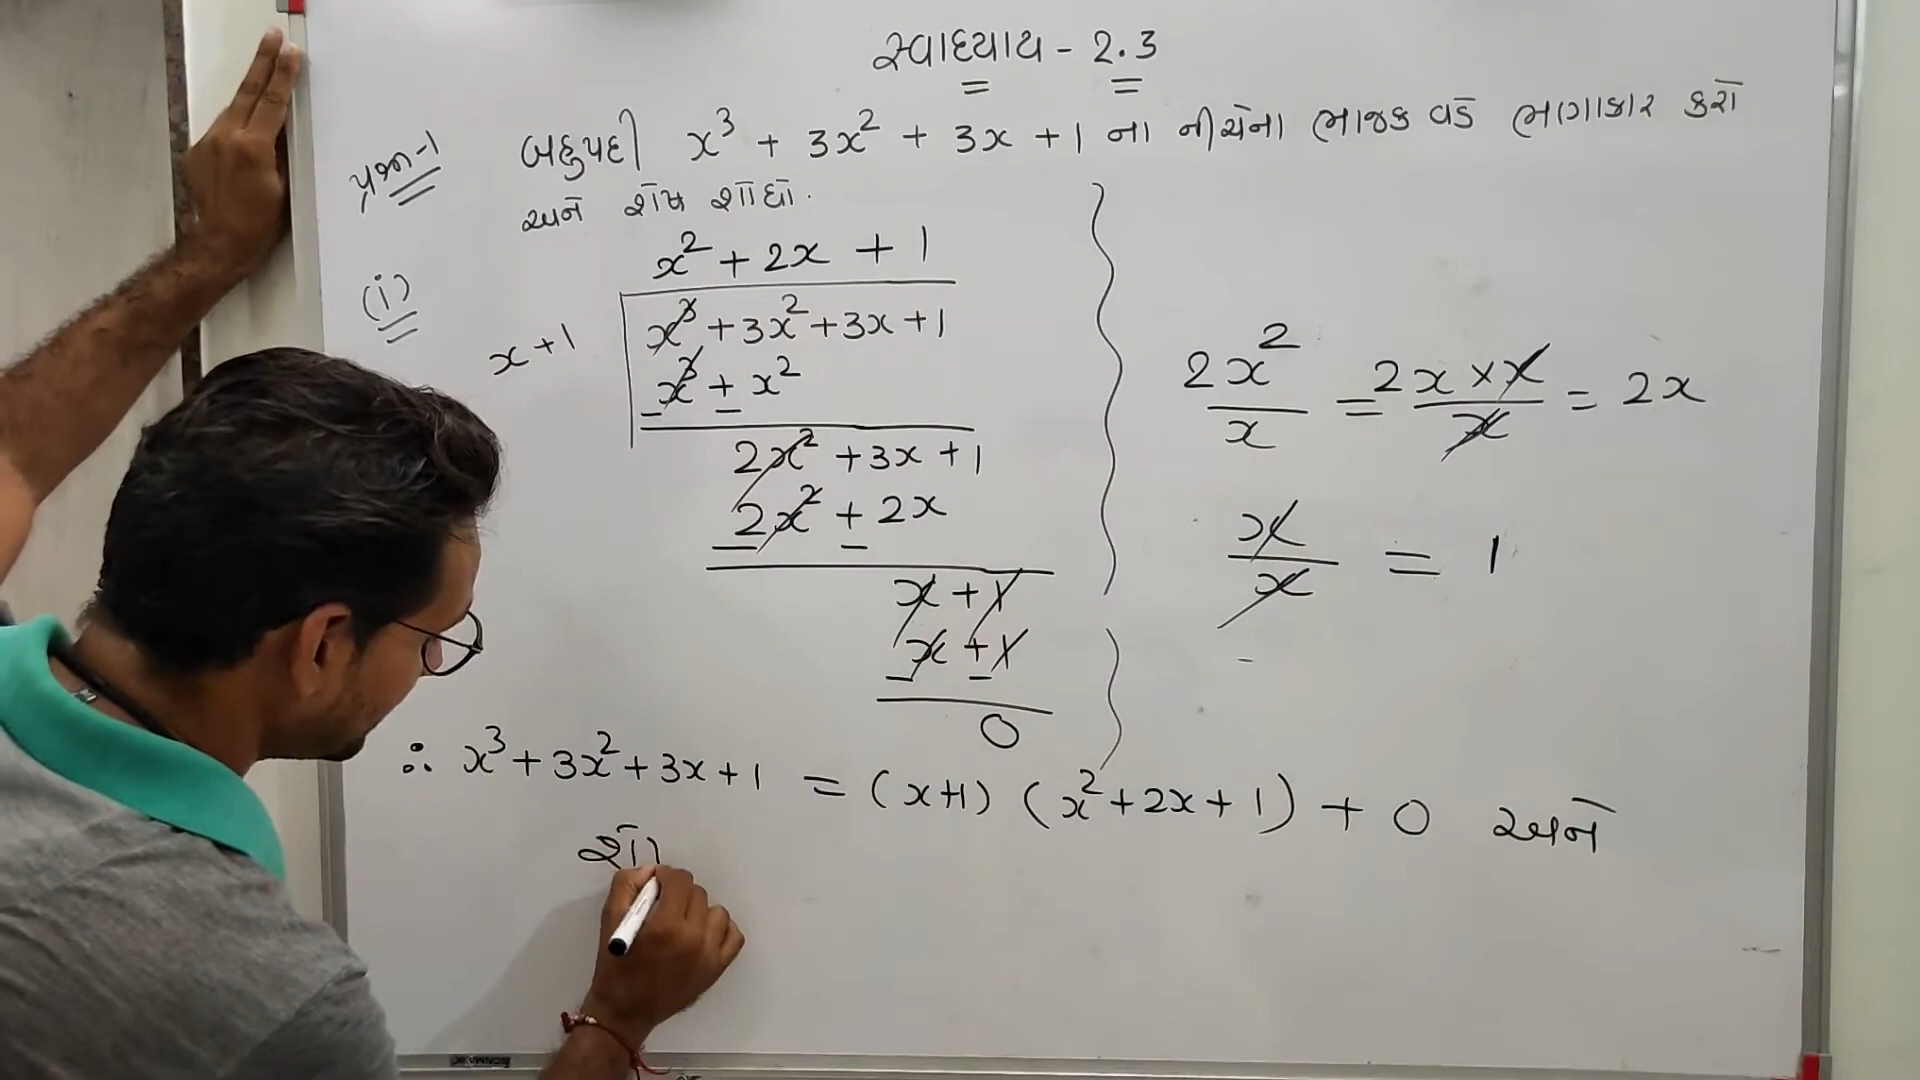 સ્વાધ્યાય - 2.3
પ્રશ્ન-1 બહુપદી x³ + 3x² + 3x + 1 ના નીચેના ભાજક વડે ભાગાકાર કરો
અને શેષ શોધો.
(i)
x² + 2x + 1
x+1
x³ + 3x² + 3x + 1
x³ + x²
2x² + 3x + 1
2x² + 2x
x + 1
x + 1
0
2x²/x = 2x × x/x = 2x
x/x = 1
∴ x³ + 3x² + 3x + 1 = (x+1) (x² + 2x + 1) + 0 અને